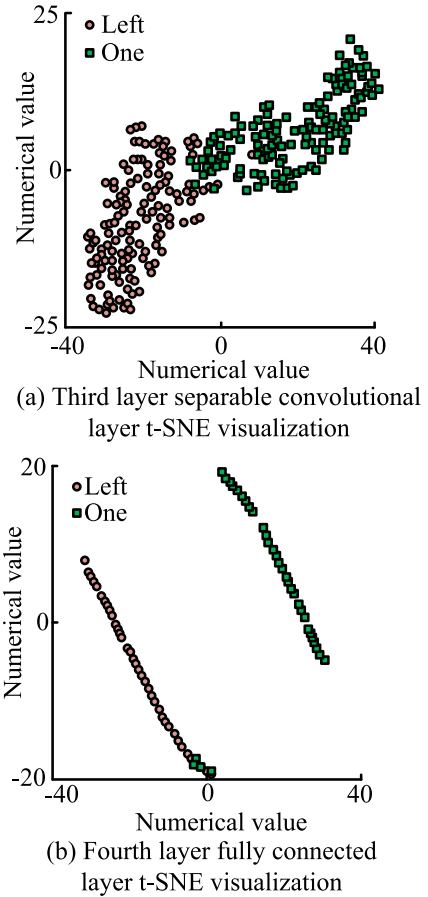 25
Left
One
Numerical value
0
-25
-40
0
40
Numerical value
(a) Third layer separable convolutional
layer t-SNE visualization
20
Left
One
Numerical value
0
-20
-40
0
40
Numerical value
(b) Fourth layer fully connected
layer t-SNE visualization